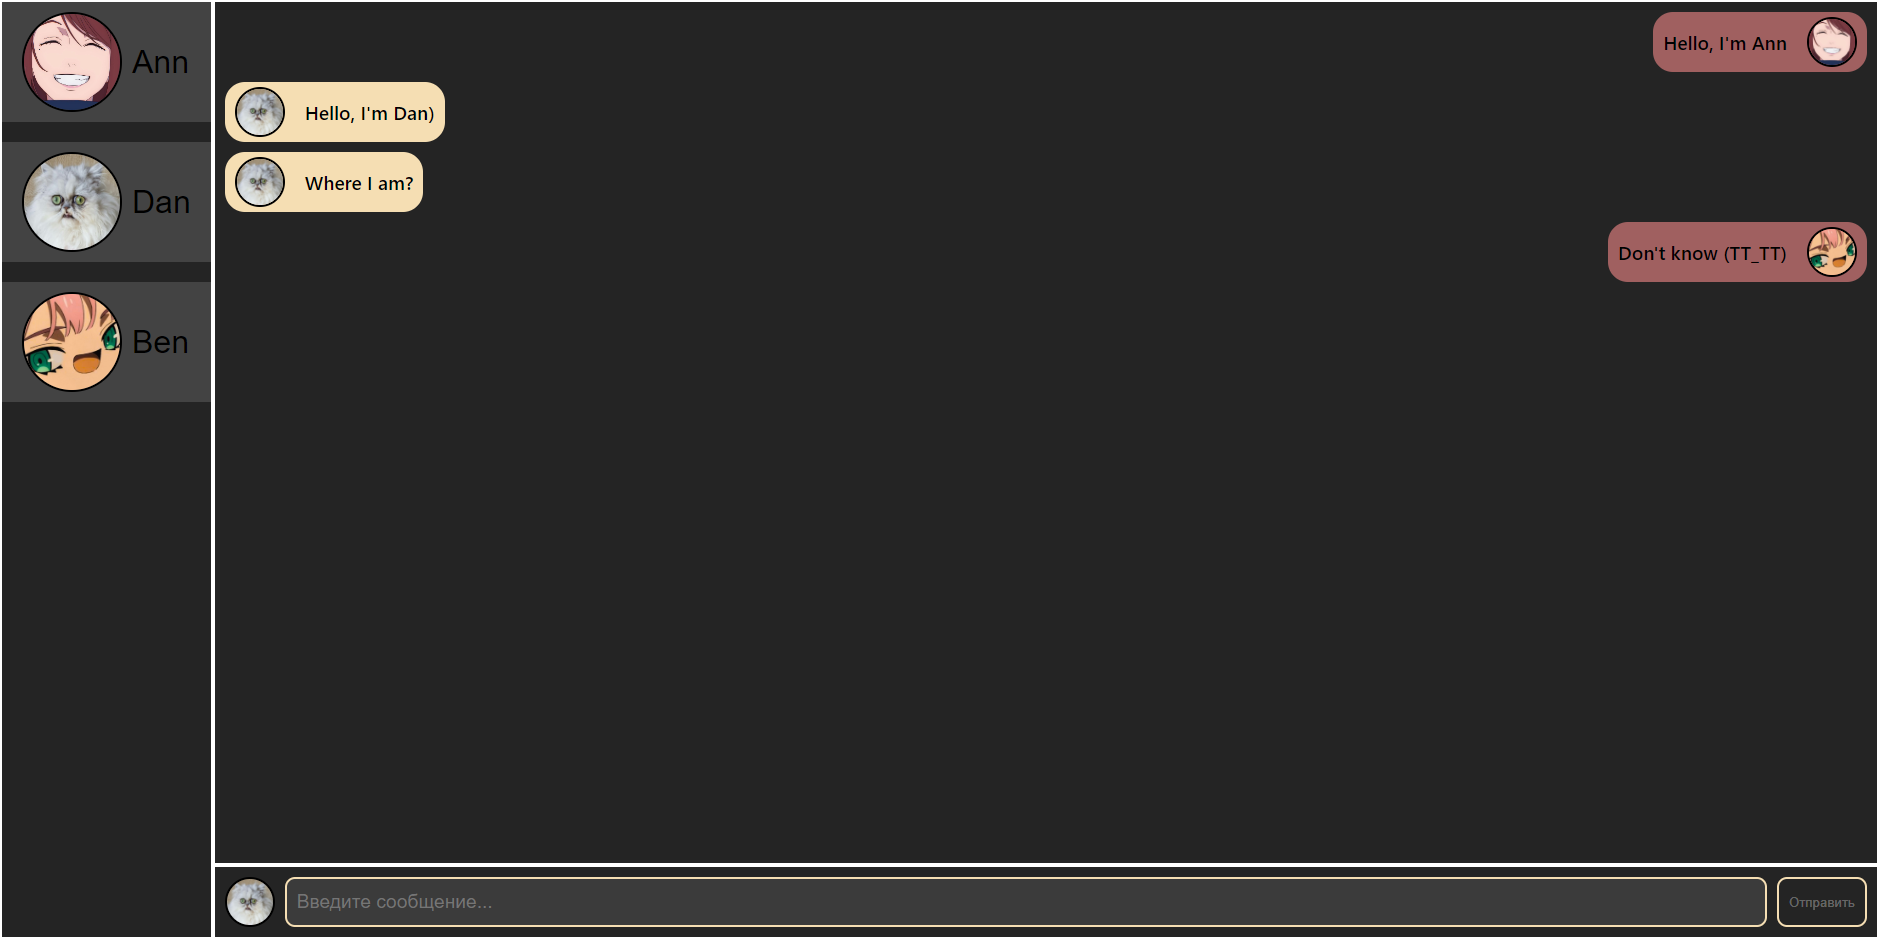 Ann
Dan
Ben
Hello, I'm Ann
Hello, I'm Dan)
Where I am?
Don't know (TT_TT)
Введите сообщение...
Отправить